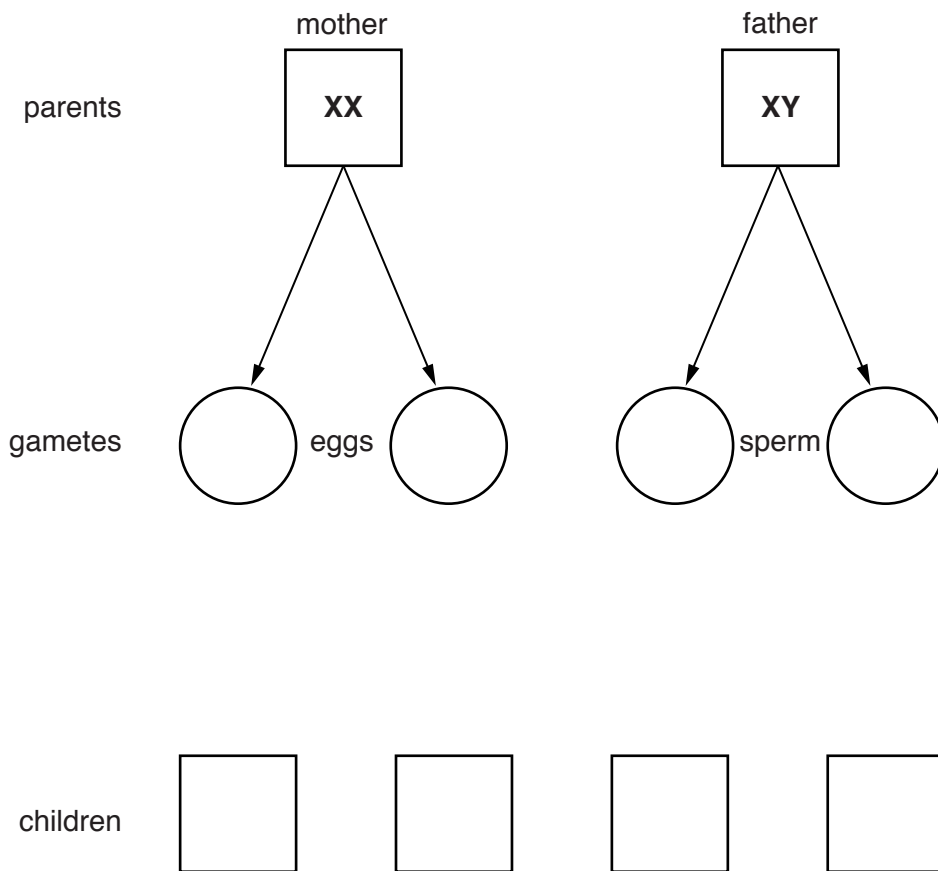 mother father
parents XX XY
gametes eggs sperm
children